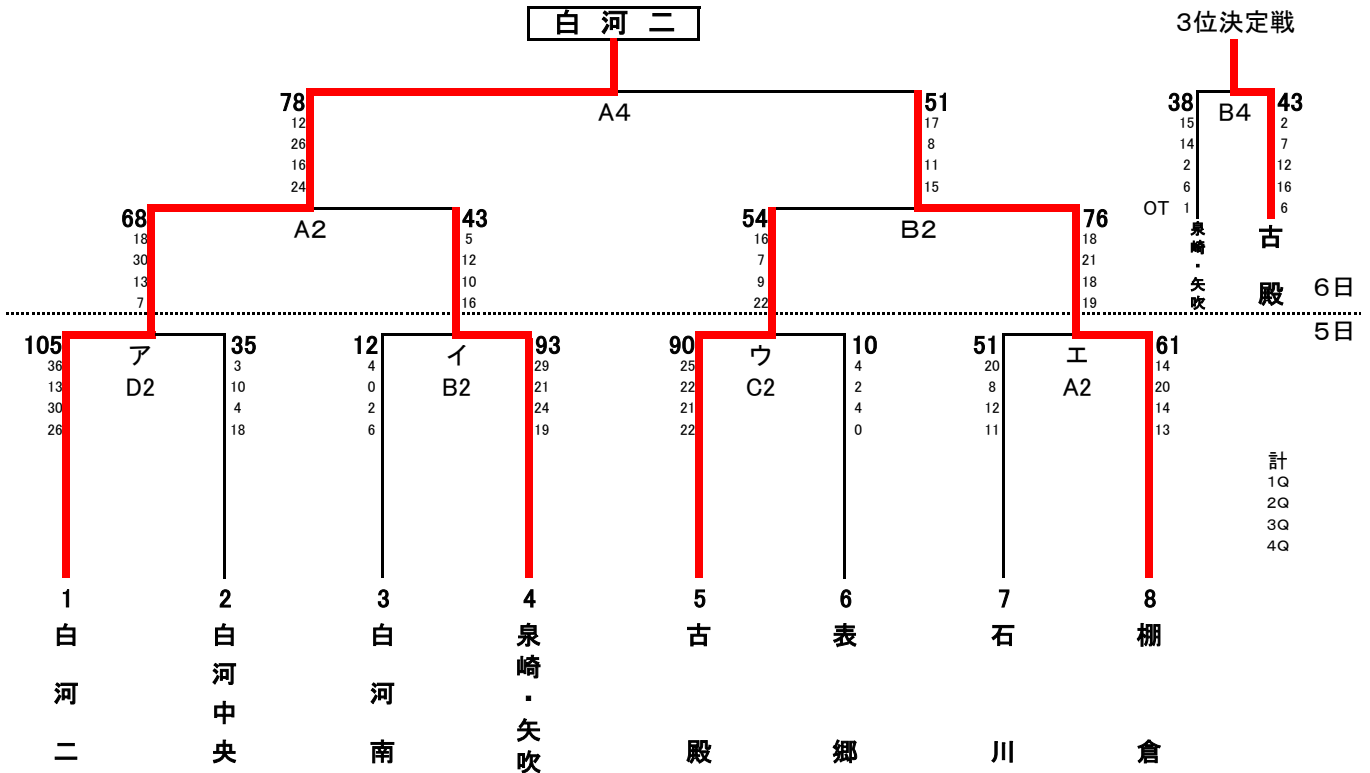 白河二
3位決定戦
78
12
26
16
24
A4
51
17
8
11
15
38
15
14
2
6
OT 1
B4
43
2
7
12
16
6
泉崎・矢吹
古殿
68
18
30
13
7
A2
43
5
12
10
16
54
16
7
9
22
B2
76
18
21
18
19
6日
5日
105
36
13
30
26
ア
D2
35
3
10
4
18
12
4
0
2
6
イ
B2
93
29
21
24
19
90
25
22
21
22
ウ
C2
10
4
2
4
0
51
20
8
12
11
エ
A2
61
14
20
14
13
計
1Q
2Q
3Q
4Q
1
白河二
2
白河中央
3
白河南
4
泉崎・矢吹
5
古殿
6
表郷
7
石川
8
棚倉